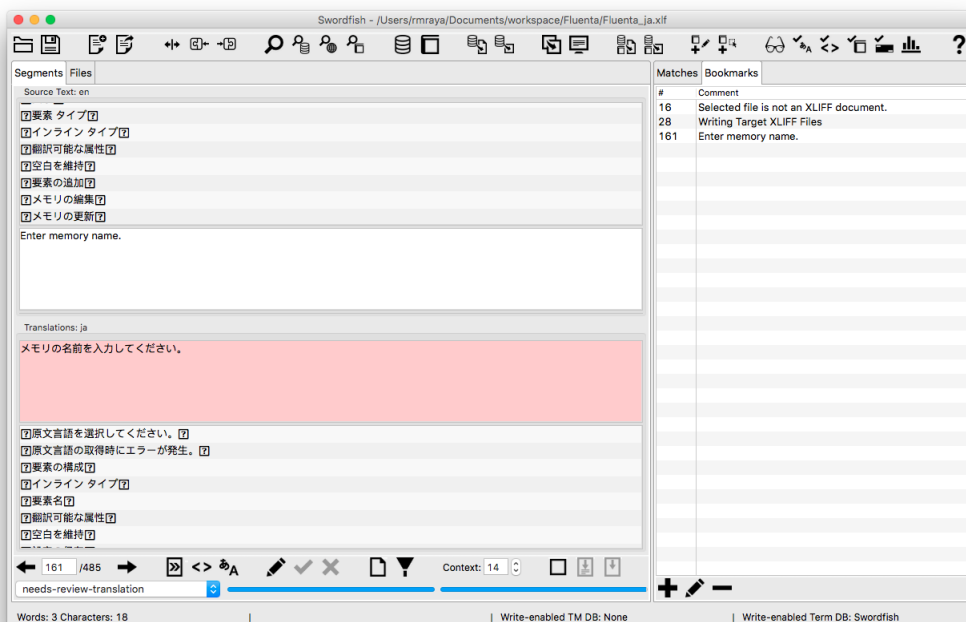 Swordfish - /Users/rmraya/Documents/workspace/Fluenta/Fluenta_ja.xlf
Segments Files
Source Text: en
?要素 タイプ?
?インライン タイプ?
?翻訳可能な属性?
?空白を維持?
?要素の追加?
?メモリの編集?
?メモリの更新?
Enter memory name.
Translations: ja
メモリの名前を入力してください。
?原文言語を選択してください。?
?原文言語の取得時にエラーが発生。?
?要素の構成?
?インライン タイプ?
?要素名?
?翻訳可能な属性?
?空白を維持?
161 /485
Context: 14
needs-review-translation
Matches Bookmarks
# Comment
16 Selected file is not an XLIFF document.
28 Writing Target XLIFF Files
161 Enter memory name.
Words: 3 Characters: 18 | Write-enabled TM DB: None | Write-enabled Term DB: Swordfish